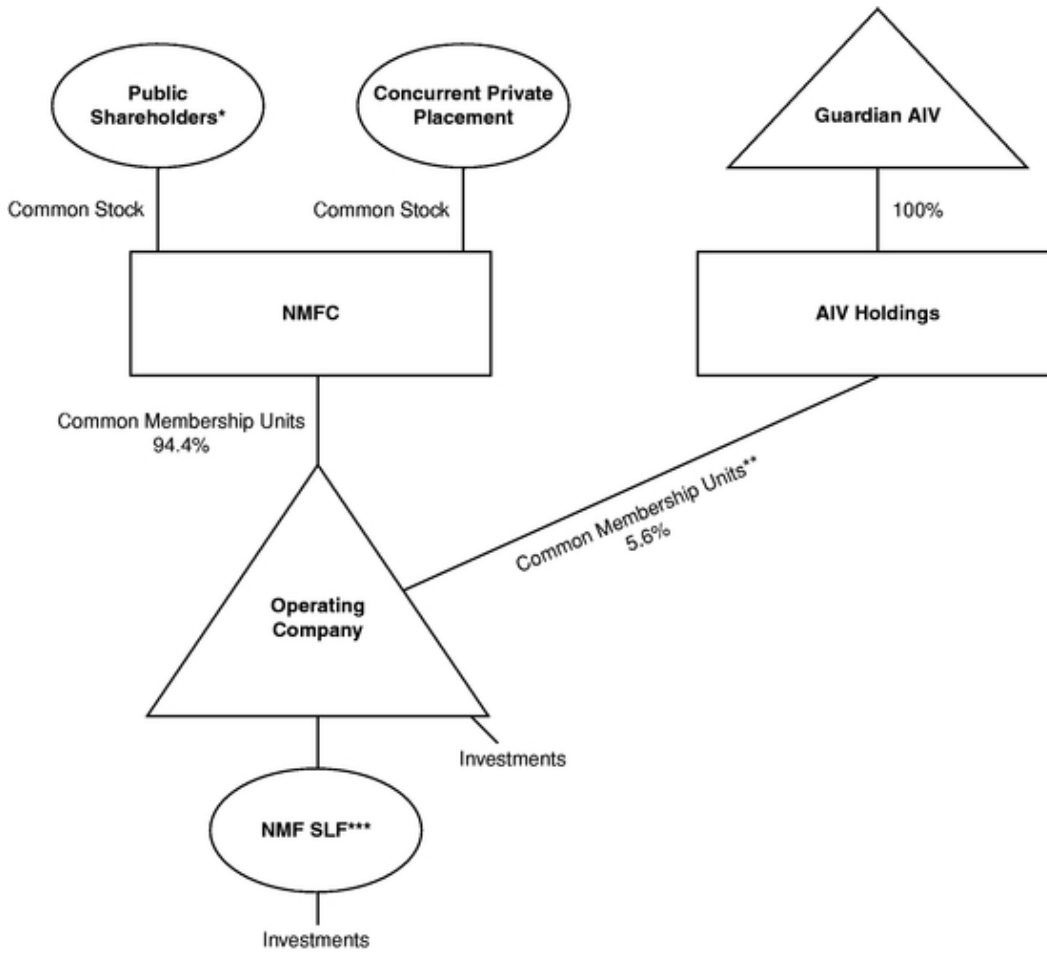 Public
Shareholders*
Concurrent Private
Placement
Guardian AIV
Common Stock
Common Stock
100%
NMFC
AIV Holdings
Common Membership Units
94.4%
Common Membership Units**
5.6%
Operating
Company
Investments
NMF SLF***
Investments